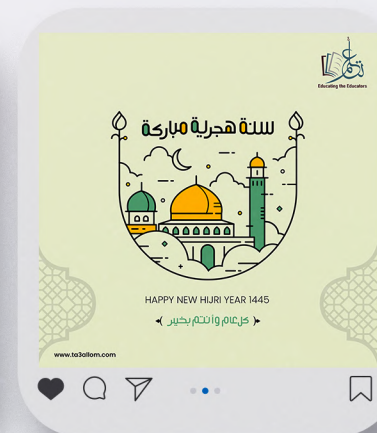 تعلم
Educating the Educators
سنة هجرية مباركة
HAPPY NEW HIJRI YEAR 1445
كل عام وأنتم بخير
www.ta3allom.com